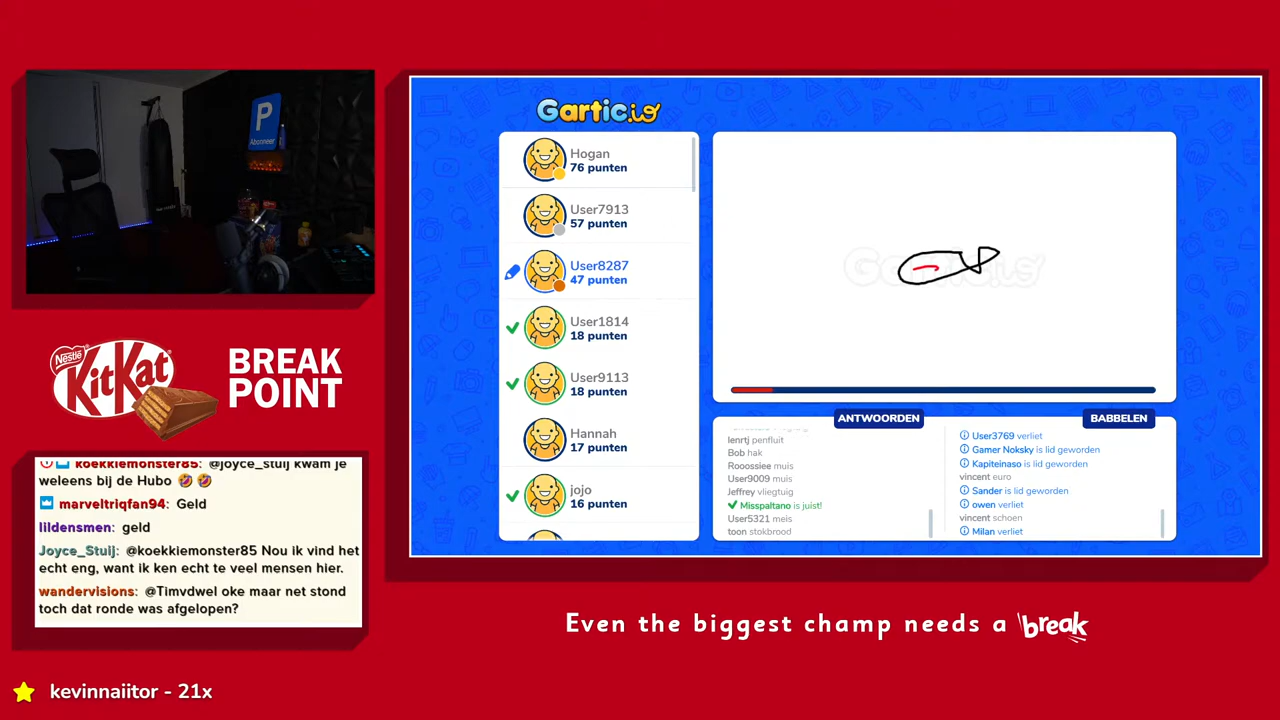 P
Abonneer
Nestlé
KitKat
BREAK
POINT
koekkiemonster85: @joyce_stuij kwam je
weleens bij de Hubo 🤣 🤣
marveltriqfan94: Geld
lildensmen: geld
Joyce_Stuij: @koekkiemonster85 Nou ik vind het
echt eng, want ik ken echt te veel mensen hier.
wandervisions: @Timvdwel oke maar net stond
toch dat ronde was afgelopen?
kevinnaiitor - 21x
Gartic.io
Hogan
76 punten
User7913
57 punten
User8287
47 punten
User1814
18 punten
User9113
18 punten
Hannah
17 punten
jojo
16 punten
Gartic.io
ANTWOORDEN
lenrtj penfluit
Bob hak
Rooossiee muis
User9009 muis
Jeffrey vliegtuig
Misspaltano is juist!
User5321 meis
toon stokbrood
BABBELEN
User3769 verliet
Gamer Noksky is lid geworden
Kapiteinaso is lid geworden
vincent euro
Sander is lid geworden
owen verliet
vincent schoen
Milan verliet
Even the biggest champ needs a break